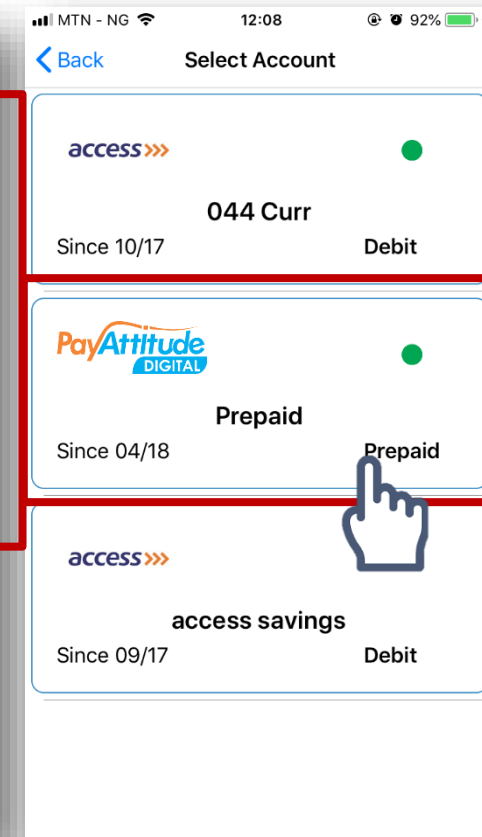 MTN - NG 12:08 92%
Back Select Account
access
044 Curr
Since 10/17 Debit
PayAttitude
DIGITAL
Prepaid
Since 04/18 Prepaid
access
access savings
Since 09/17 Debit